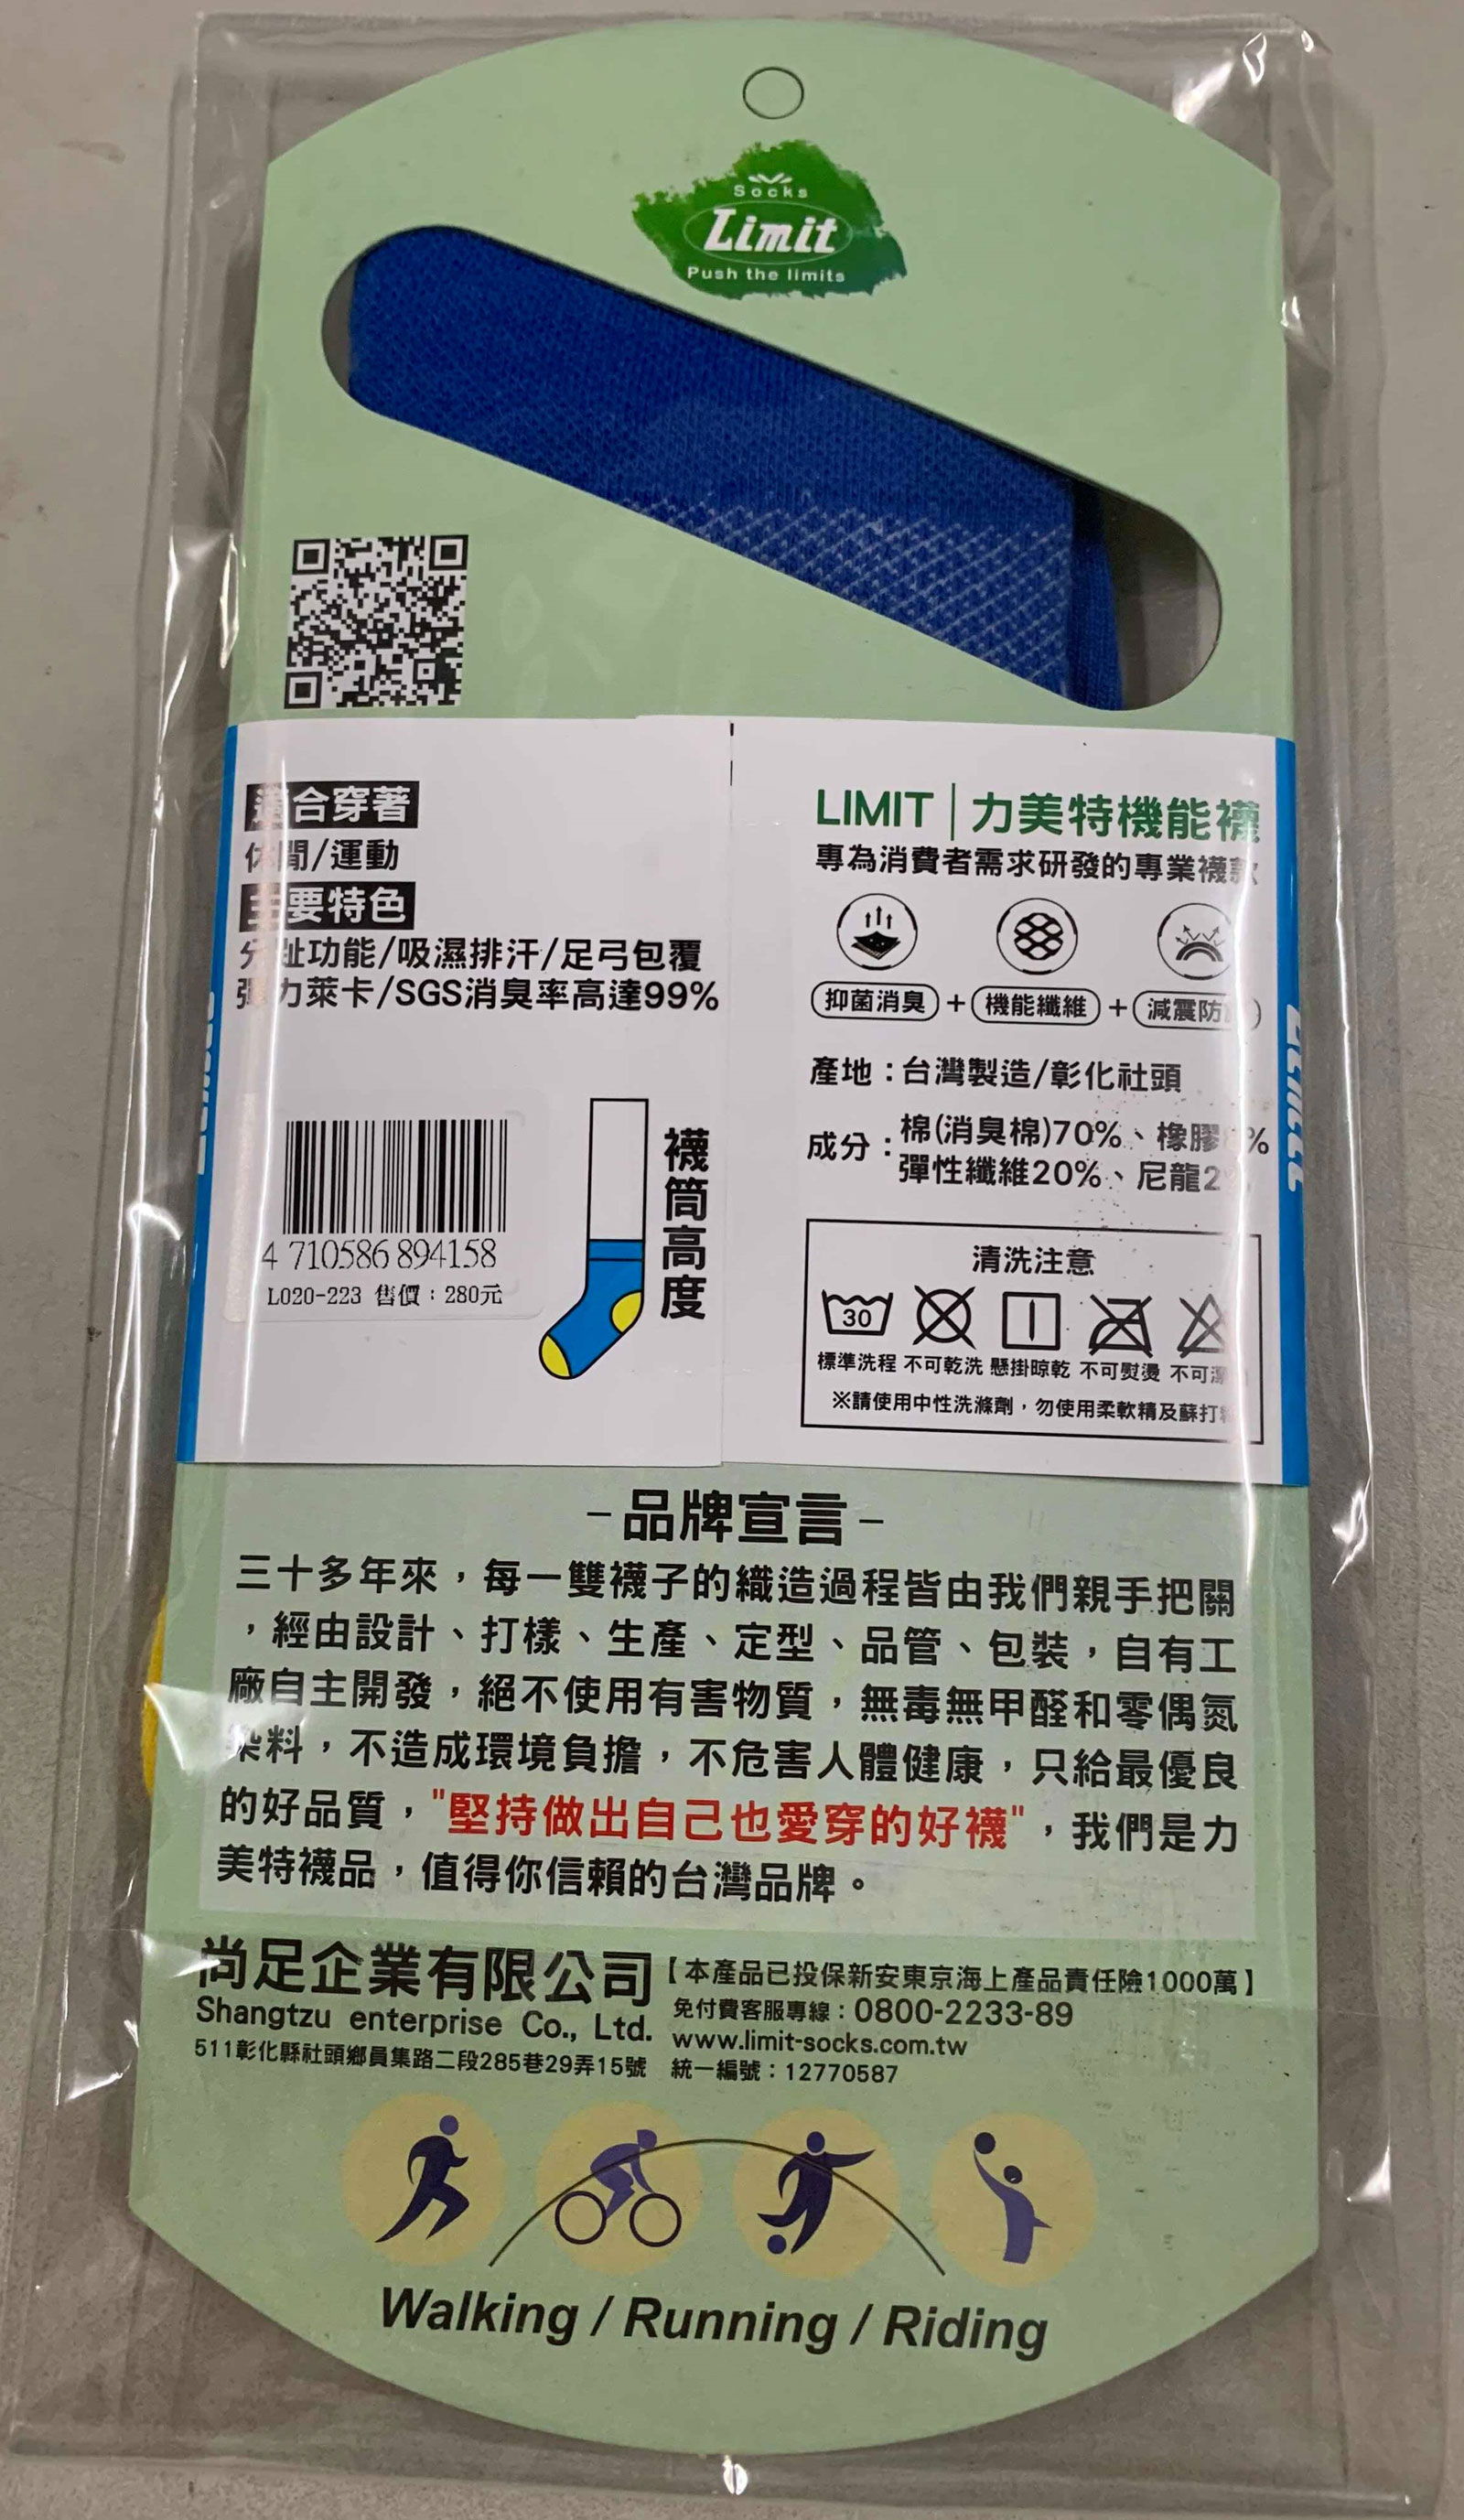 Socks
Limit
Push the limits
適合穿著
休閒/運動
主要特色
分趾功能/吸濕排汗/足弓包覆
彈力萊卡/SGS消臭率高達99%
4 710586 894158
L020-223 售價：280元
襪筒高度
LIMIT｜力美特機能襪
專為消費者需求研發的專業襪款
抑菌消臭 + 機能纖維 + 減震防
產地：台灣製造/彰化社頭
成分：棉(消臭棉)70%、橡膠 %
彈性纖維20%、尼龍2
清洗注意
30
標準洗程 不可乾洗 懸掛晾乾 不可熨燙 不可
※請使用中性洗滌劑，勿使用柔軟精及蘇打
-品牌宣言-
三十多年來，每一雙襪子的織造過程皆由我們親手把關
，經由設計、打樣、生產、定型、品管、包裝，自有工
廠自主開發，絕不使用有害物質，無毒無甲醛和零偶氮
染料，不造成環境負擔，不危害人體健康，只給最優良
的好品質，"堅持做出自己也愛穿的好襪"，我們是力
美特襪品，值得你信賴的台灣品牌。
尚足企業有限公司
Shangtzu enterprise Co., Ltd.
511彰化縣社頭鄉員集路二段285巷29弄15號
【本產品已投保新安東京海上產品責任險1000萬】
免付費客服專線：0800-2233-89
www.limit-socks.com.tw
統一編號：12770587
Walking / Running / Riding